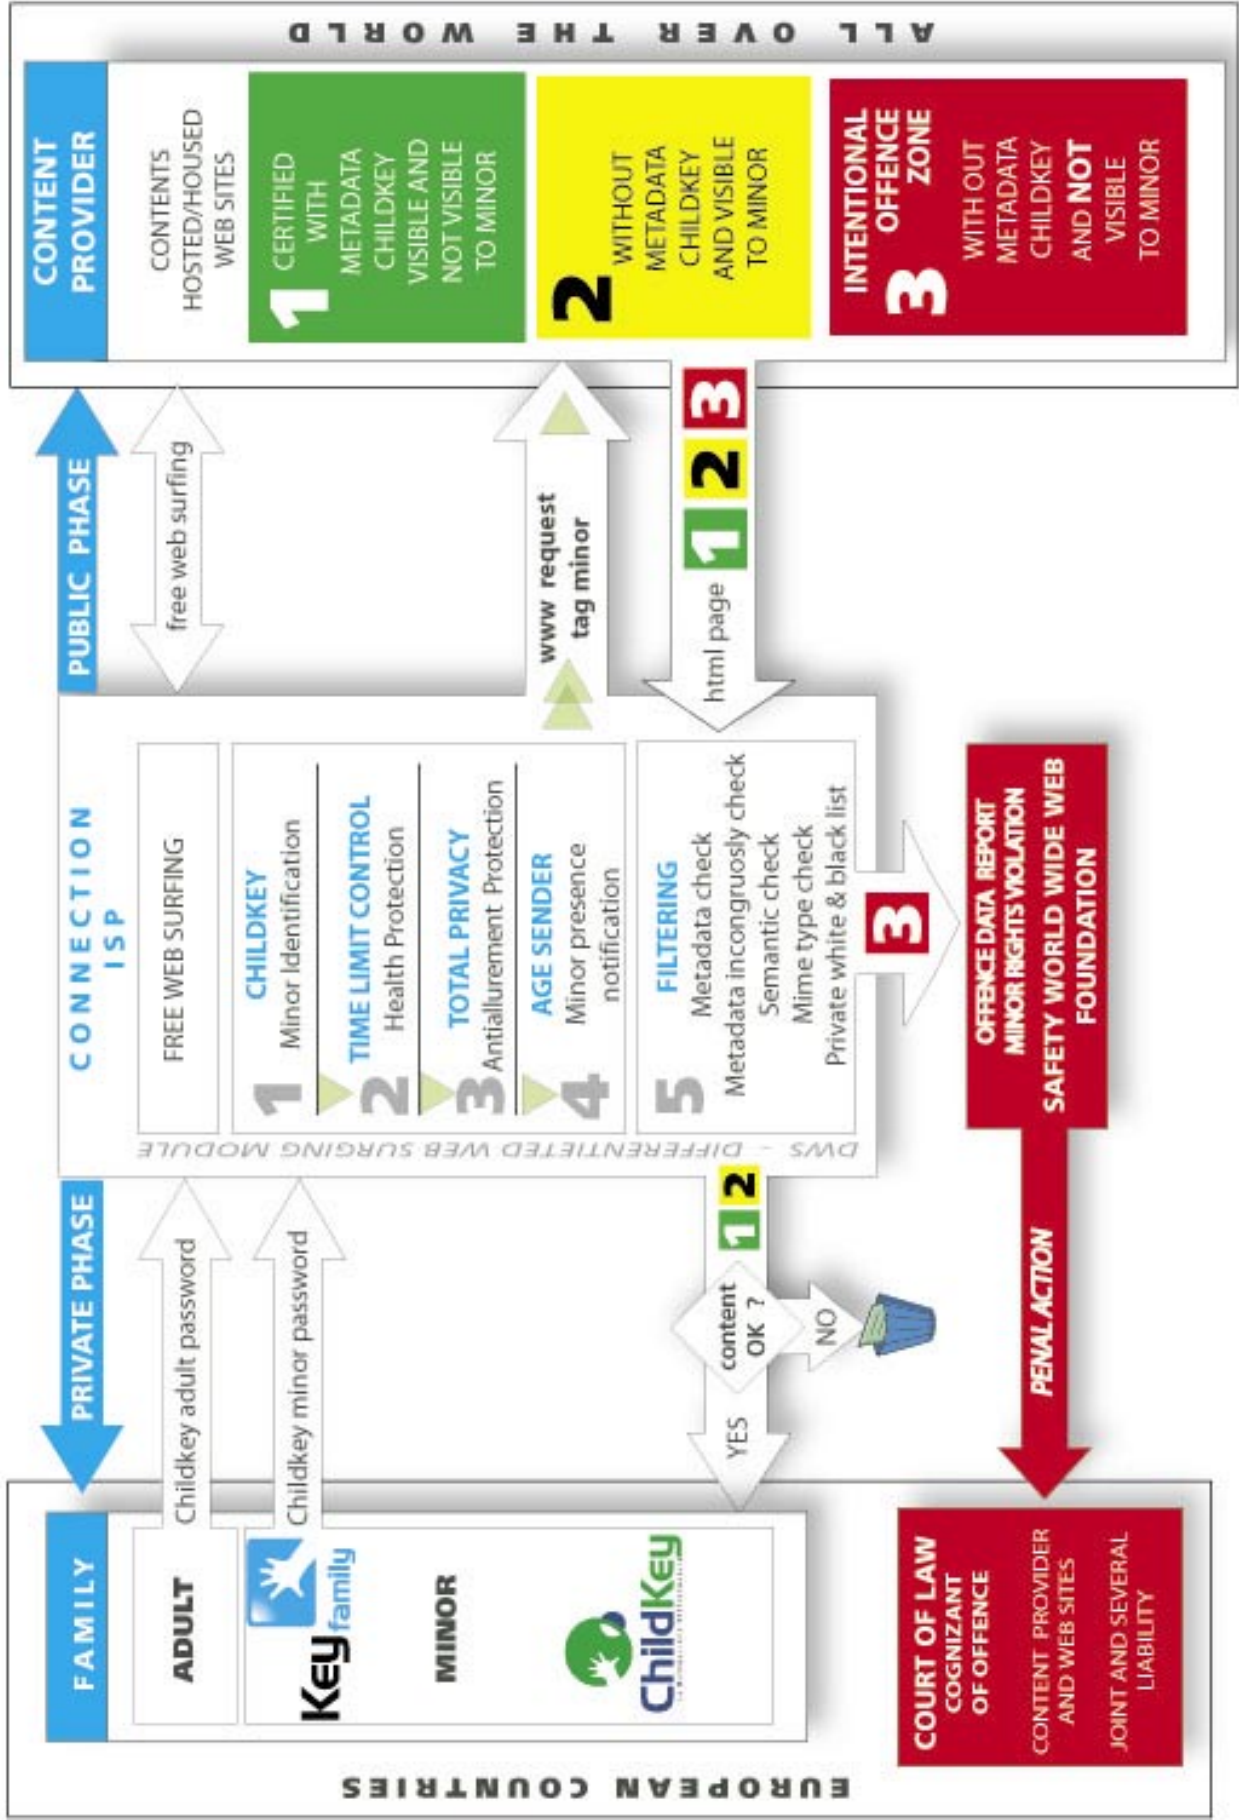 EUROPEAN COUNTRIES
FAMILY
ADULT
Key
family
MINOR
ChildKey
COURT OF LAW
COGNIZANT
OF OFFENCE
CONTENT PROVIDER
AND WEB SITES
JOINT AND SEVERAL
LIABILITY
PRIVATE PHASE
Childkey adult password
Childkey minor password
YES
content
OK ?
NO
1 2
PENAL ACTION
CONNECTION
ISP
DWS - DIFFERENTIETED WEB SURGING MODULE
FREE WEB SURFING
1
CHILDKEY
Minor Identification
2
TIME LIMIT CONTROL
Health Protection
3
TOTAL PRIVACY
Antiallurement Protection
4
AGE SENDER
Minor presence
notification
5
FILTERING
Metadata check
Metadata incongruosly check
Semantic check
Mime type check
Private white & black list
3
OFFENCE DATA REPORT
MINOR RIGHTS VIOLATION
SAFETY WORLD WIDE WEB
FOUNDATION
PUBLIC PHASE
free web surfing
www request
tag minor
html page
1 2 3
CONTENT
PROVIDER
CONTENTS
HOSTED/HOUSED
WEB SITES
1
CERTIFIED
WITH
METADATA
CHILDKEY
VISIBLE AND
NOT VISIBLE
TO MINOR
2
WITHOUT
METADATA
CHILDKEY
AND VISIBLE
TO MINOR
INTENTIONAL
OFFENCE
ZONE
3
WITH OUT
METADATA
CHILDKEY
AND NOT
VISIBLE
TO MINOR
ALL OVER THE WORLD